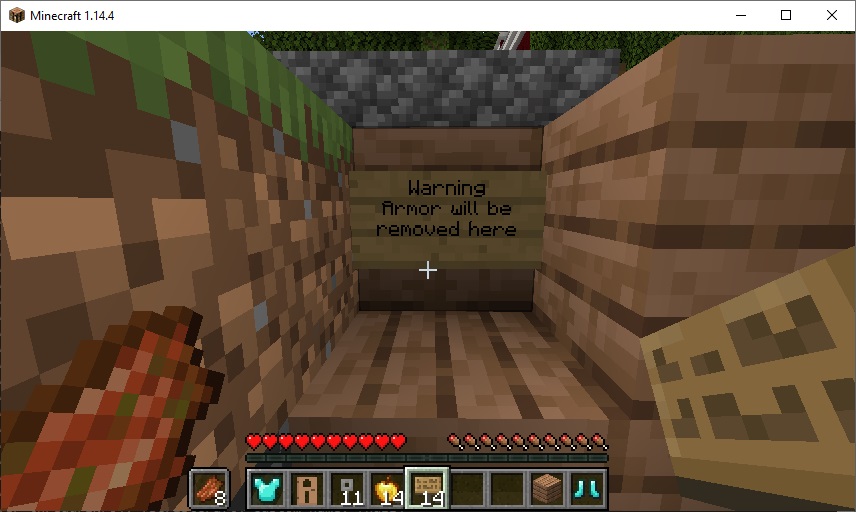 Minecraft 1.14.4
Warning
Armor will be
removed here
8
11
14
14